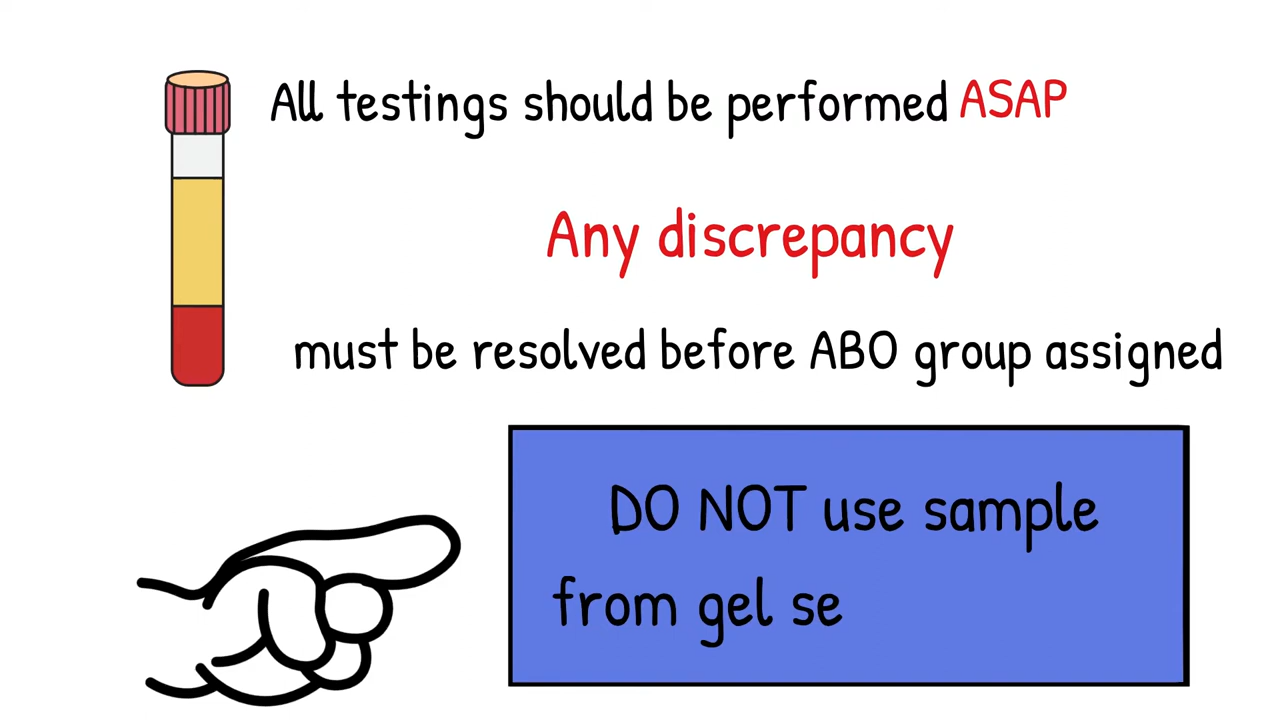 All testings should be performed ASAP
Any discrepancy
must be resolved before ABO group assigned
DO NOT use sample
from gel se